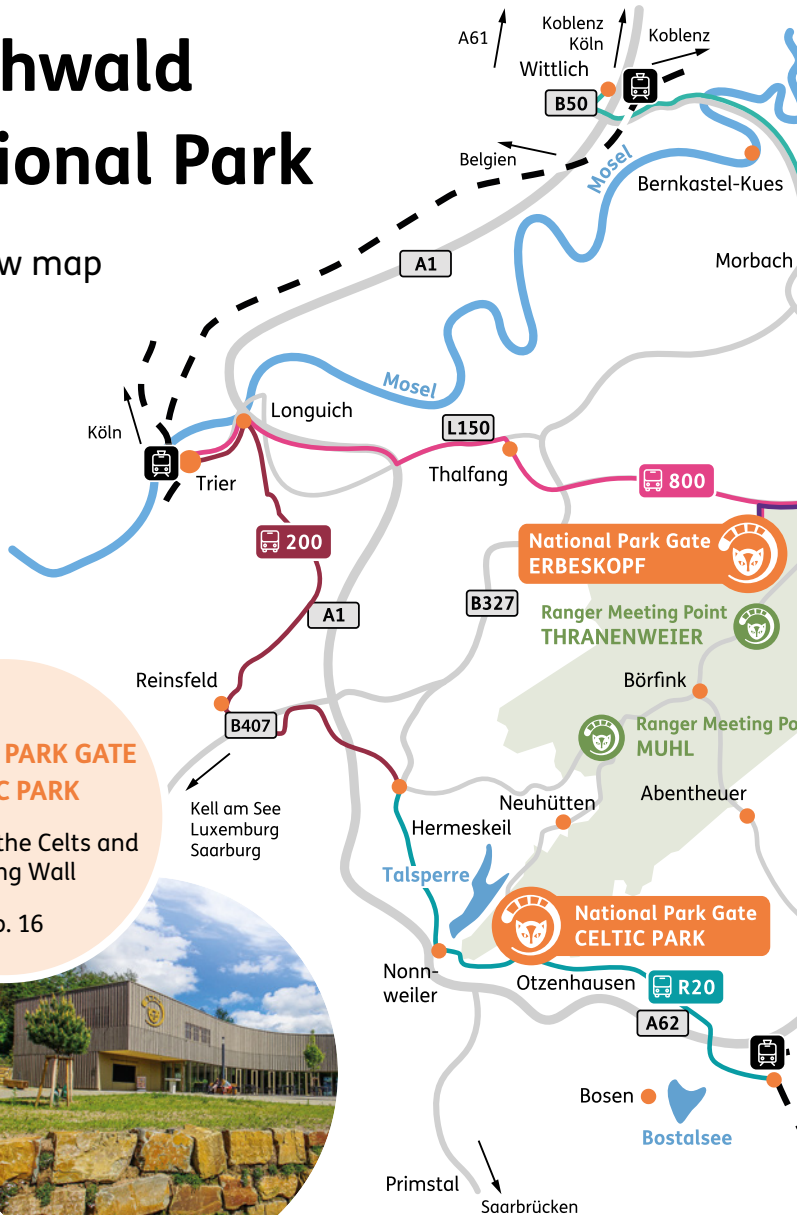 hwald
ional Park
w map
A61
Koblenz
Köln
Koblenz
Wittlich
B50
Belgien
Mosel
Bernkastel-Kues
A1
Morbach
Mosel
Köln
Longuich
L150
Trier
Thalfang
800
200
National Park Gate
ERBESKOPF
B327
A1
Ranger Meeting Point
THRANENWEIER
Reinsfeld
Börfink
B407
Ranger Meeting Po
MUHL
PARK GATE
C PARK
Kell am See
Luxemburg
Saarburg
Neuhütten
Abentheuer
Hermeskeil
the Celts and
ng Wall
Talsperre
p. 16
National Park Gate
CELTIC PARK
Nonn-
weiler
Otzenhausen
R20
A62
Bosen
Bostalsee
Primstal
Saarbrücken